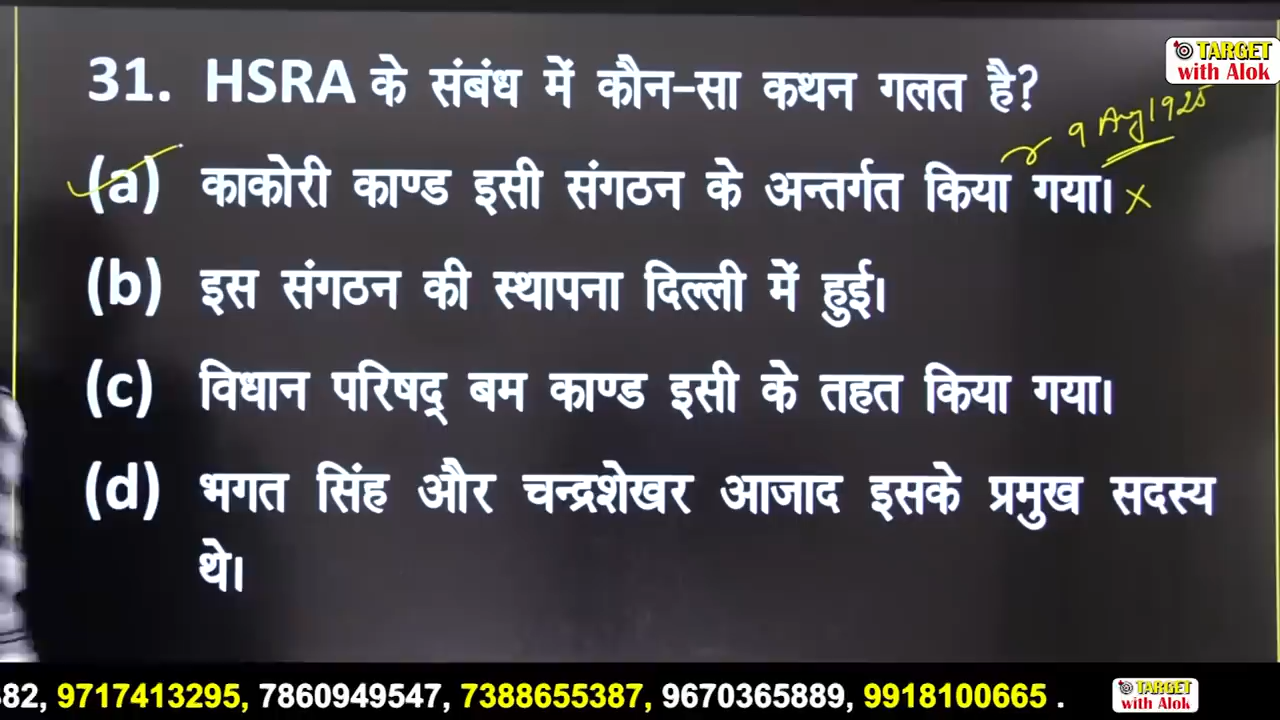 TARGET
with Alok
31. HSRA के संबंध में कौन-सा कथन गलत है?
9 Aug 1925
(a) काकोरी काण्ड इसी संगठन के अन्तर्गत किया गया। ×
(b) इस संगठन की स्थापना दिल्ली में हुई।
(c) विधान परिषद् बम काण्ड इसी के तहत किया गया।
(d) भगत सिंह और चन्द्रशेखर आजाद इसके प्रमुख सदस्य
थे।
82, 9717413295, 7860949547, 7388655387, 9670365889, 9918100665 .
TARGET
with Alok